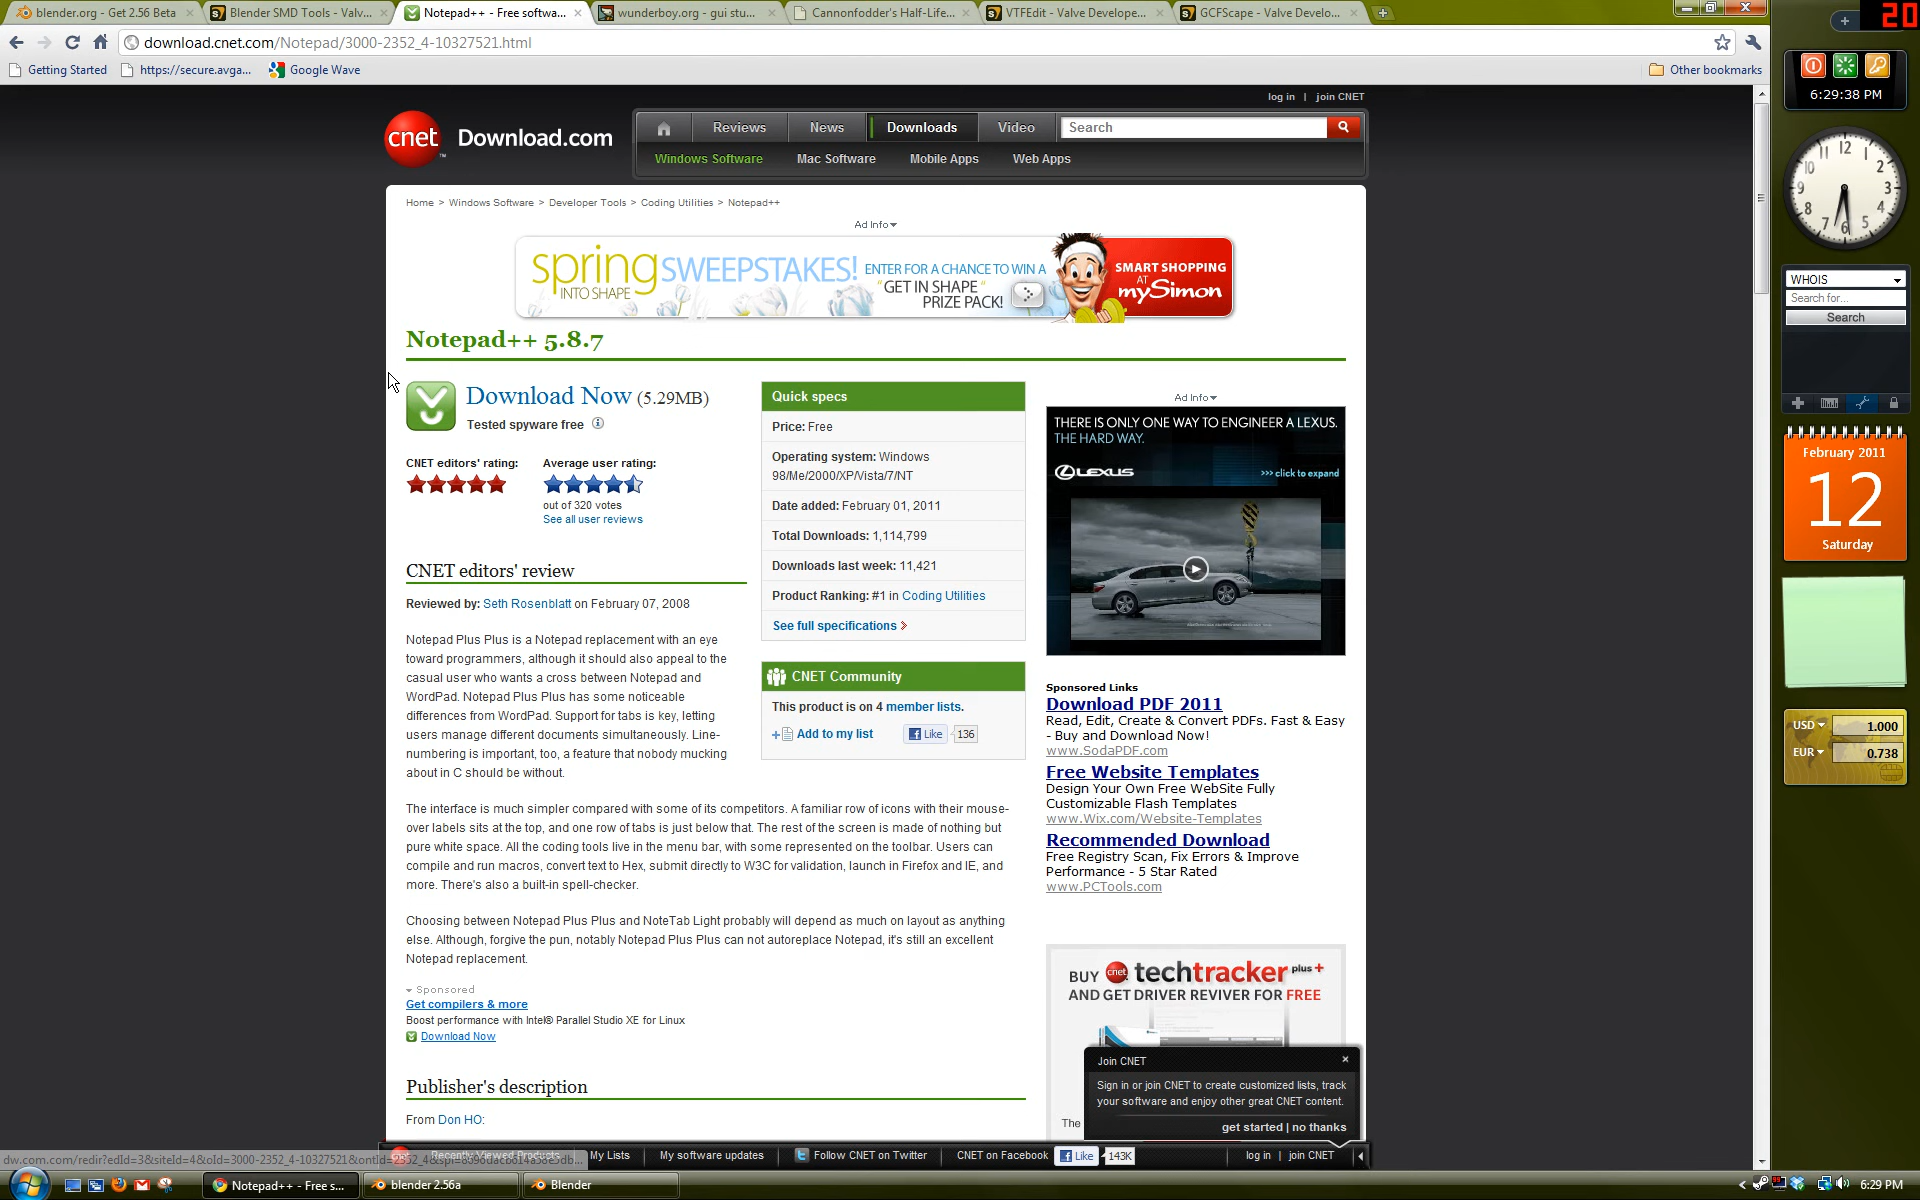 blender.org - Get 2.56 Beta
Blender SMD Tools - Valv...
Notepad++ - Free softwa...
wunderboy.org - gui stu...
Cannonfodder's Half-Life...
VTFEdit - Valve Develope...
GCFScape - Valve Develo...
20
download.cnet.com/Notepad/3000-2352_4-10327521.html
Getting Started
https://secure.avga...
Google Wave
Other bookmarks
6:29:38 PM
log in | join CNET
cnet Download.com
Reviews
News
Downloads
Video
Search
Windows Software
Mac Software
Mobile Apps
Web Apps
Home > Windows Software > Developer Tools > Coding Utilities > Notepad++
Ad Info
spring INTO SHAPE SWEEPSTAKES! ENTER FOR A CHANCE TO WIN A
"GET IN SHAPE"
PRIZE PACK!
SMART SHOPPING
AT mySimon
Notepad++ 5.8.7
Download Now (5.29MB)
Tested spyware free
CNET editors' rating:
Average user rating:
out of 320 votes
See all user reviews
Quick specs
Price: Free
Operating system: Windows
98/Me/2000/XP/Vista/7/NT
Date added: February 01, 2011
Total Downloads: 1,114,799
Downloads last week: 11,421
Product Ranking: #1 in Coding Utilities
See full specifications
CNET Community
This product is on 4 member lists.
Add to my list
Like 136
CNET editors' review
Reviewed by: Seth Rosenblatt on February 07, 2008
Notepad Plus Plus is a Notepad replacement with an eye
toward programmers, although it should also appeal to the
casual user who wants a cross between Notepad and
WordPad. Notepad Plus Plus has some noticeable
differences from WordPad. Support for tabs is key, letting
users manage different documents simultaneously. Line-
numbering is important, too, a feature that nobody mucking
about in C should be without.
The interface is much simpler compared with some of its competitors. A familiar row of icons with their mouse-
over labels sits at the top, and one row of tabs is just below that. The rest of the screen is made of nothing but
pure white space. All the coding tools live in the menu bar, with some represented on the toolbar. Users can
compile and run macros, convert text to Hex, submit directly to W3C for validation, launch in Firefox and IE, and
more. There's also a built-in spell-checker.
Choosing between Notepad Plus Plus and NoteTab Light probably will depend as much on layout as anything
else. Although, forgive the pun, notably Notepad Plus Plus can not autoreplace Notepad, it's still an excellent
Notepad replacement.
Sponsored
Get compilers & more
Boost performance with Intel® Parallel Studio XE for Linux
Download Now
Publisher's description
From Don HO:
Ad Info
THERE IS ONLY ONE WAY TO ENGINEER A LEXUS.
THE HARD WAY.
LEXUS
>>> click to expand
Sponsored Links
Download PDF 2011
Read, Edit, Create & Convert PDFs. Fast & Easy
- Buy and Download Now!
www.SodaPDF.com
Free Website Templates
Design Your Own Free WebSite Fully
Customizable Flash Templates
www.Wix.com/Website-Templates
Recommended Download
Free Registry Scan, Fix Errors & Improve
Performance - 5 Star Rated
www.PCTools.com
BUY cnet techtracker plus+
AND GET DRIVER REVIVER FOR FREE
The
Join CNET
Sign in or join CNET to create customized lists, track
your software and enjoy other great CNET content.
get started | no thanks
Recently Viewed Products
My Lists
My software updates
Follow CNET on Twitter
CNET on Facebook
Like 143K
log in | join CNET
12 1 2 3 4 5 6 7 8 9 10 11
WHOIS
Search for...
Search
February 2011
12
Saturday
USD 1.000
EUR 0.738
Notepad++ - Free s...
blender 2.56a
Blender
6:29 PM